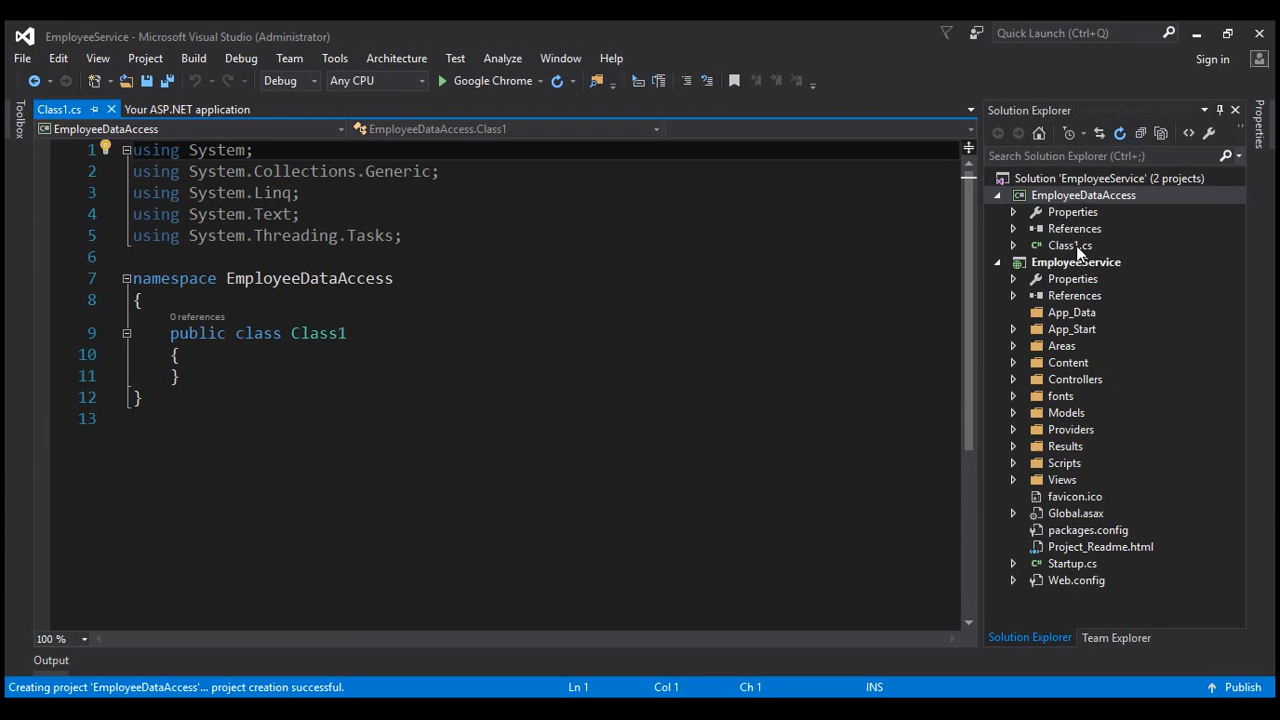 EmployeeService - Microsoft Visual Studio (Administrator)
Quick Launch (Ctrl+Q)
File Edit View Project Build Debug Team Tools Architecture Test Analyze Window Help
Sign in
Debug Any CPU Google Chrome
Toolbox
Class1.cs Your ASP.NET application
EmployeeDataAccess EmployeeDataAccess.Class1
1 using System;
2 using System.Collections.Generic;
3 using System.Linq;
4 using System.Text;
5 using System.Threading.Tasks;
6
7 namespace EmployeeDataAccess
8 {
0 references
9 public class Class1
10 {
11 }
12 }
13
100 %
Output
Solution Explorer
Search Solution Explorer (Ctrl+;)
Solution 'EmployeeService' (2 projects)
EmployeeDataAccess
Properties
References
Class1.cs
EmployeeService
Properties
References
App_Data
App_Start
Areas
Content
Controllers
fonts
Models
Providers
Results
Scripts
Views
favicon.ico
Global.asax
packages.config
Project_Readme.html
Startup.cs
Web.config
Solution Explorer Team Explorer
Properties
Creating project 'EmployeeDataAccess'... project creation successful. Ln 1 Col 1 Ch 1 INS Publish